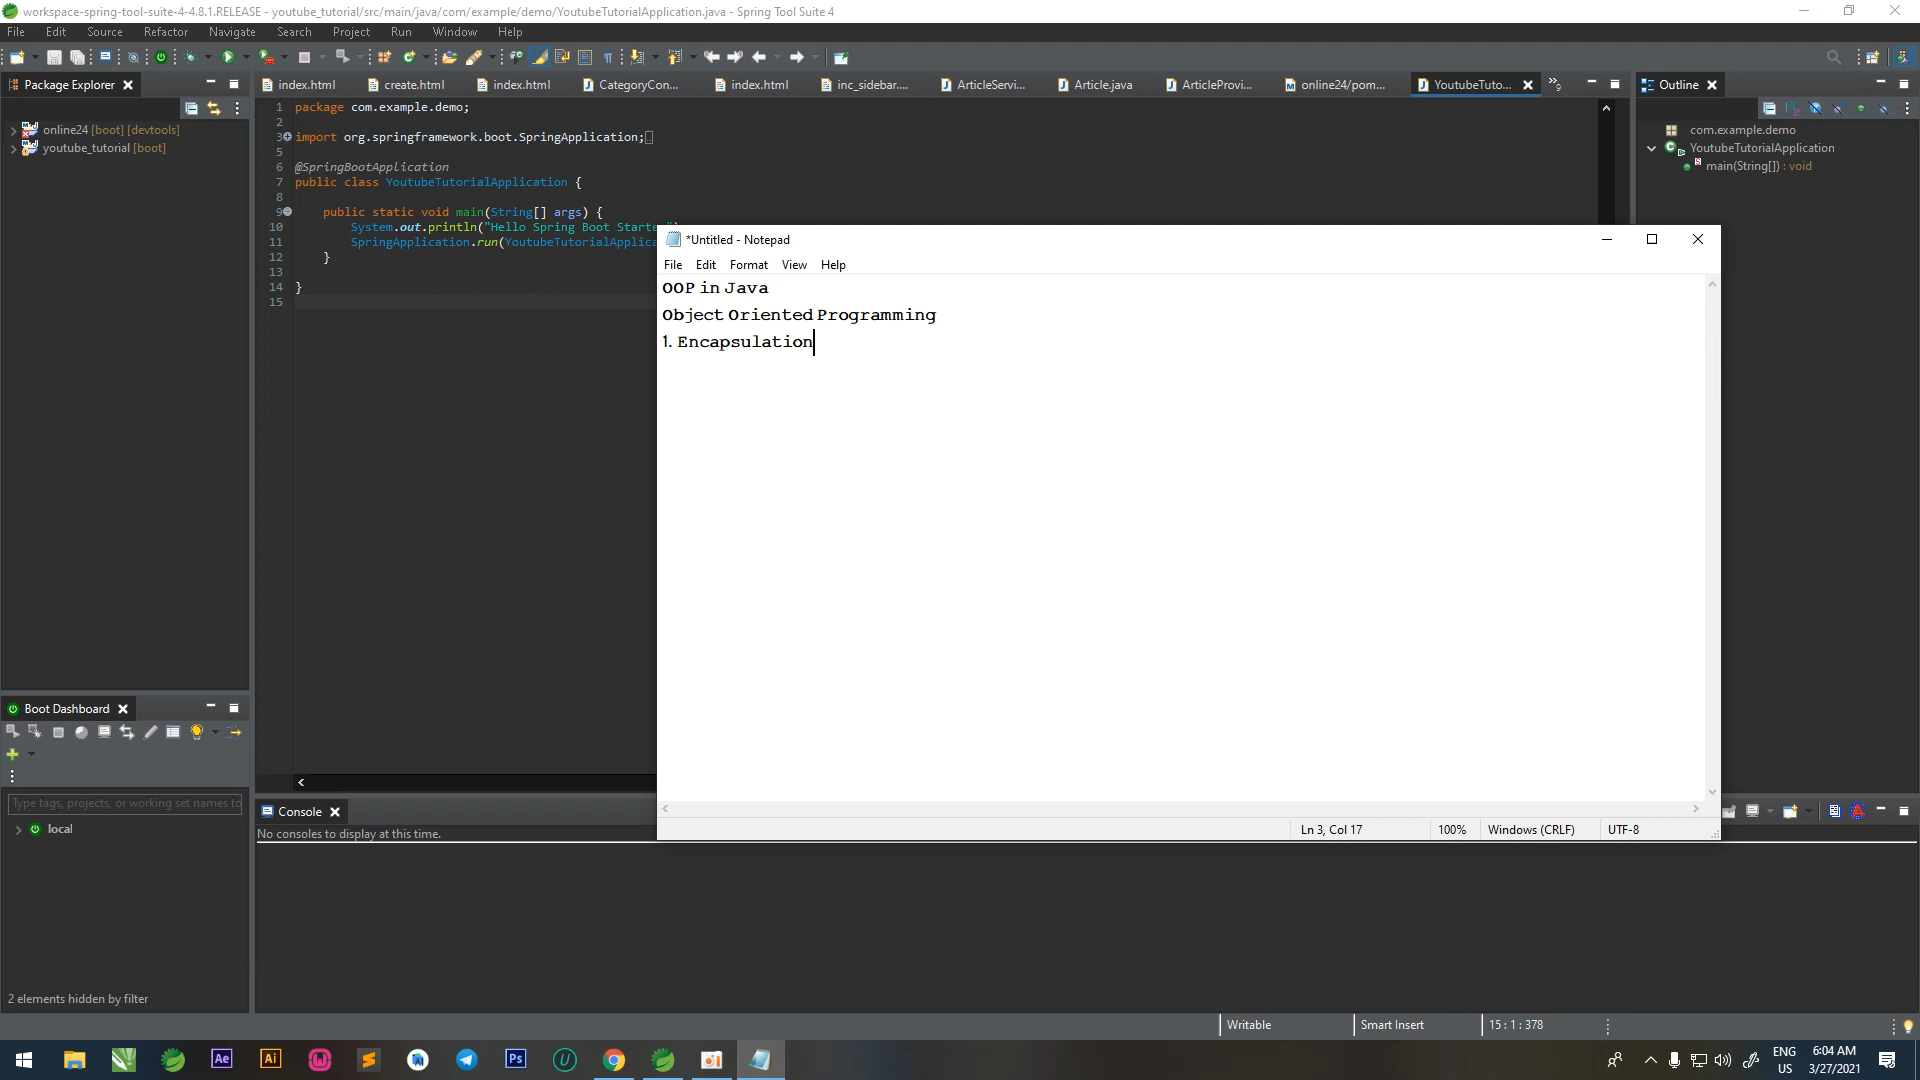 workspace-spring-tool-suite-4-4.8.1.RELEASE - youtube_tutorial/src/main/java/com/example/demo/YoutubeTutorialApplication.java - Spring Tool Suite 4
File Edit Source Refactor Navigate Search Project Run Window Help
Package Explorer
index.html create.html index.html CategoryCon... index.html inc_sidebar.... ArticleServi... Article.java ArticleProvi... online24/pom... YoutubeTuto... 9
Outline
online24 [boot] [devtools]
youtube_tutorial [boot]
1 package com.example.demo;
2
3 import org.springframework.boot.SpringApplication;
5
6 @SpringBootApplication
7 public class YoutubeTutorialApplication {
8
9 public static void main(String[] args) {
10 System.out.println("Hello Spring Boot Starte
11 SpringApplication.run(YoutubeTutorialApplica
12 }
13
14 }
15
com.example.demo
YoutubeTutorialApplication
main(String[]) : void
*Untitled - Notepad
File Edit Format View Help
OOP in Java
Object Oriented Programming
1. Encapsulation
Ln 3, Col 17 100% Windows (CRLF) UTF-8
Boot Dashboard
Type tags, projects, or working set names to
local
2 elements hidden by filter
Console
No consoles to display at this time.
Writable Smart Insert 15 : 1 : 378
Ae Ai Ps
ENG
US
6:04 AM
3/27/2021